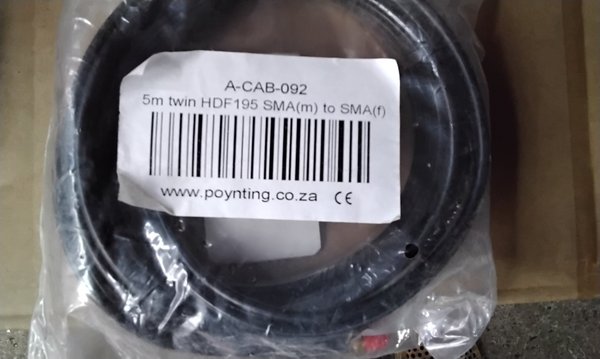 A-CAB-092
5m twin HDF195 SMA(m) to SMA(f)
www.poynting.co.za CE